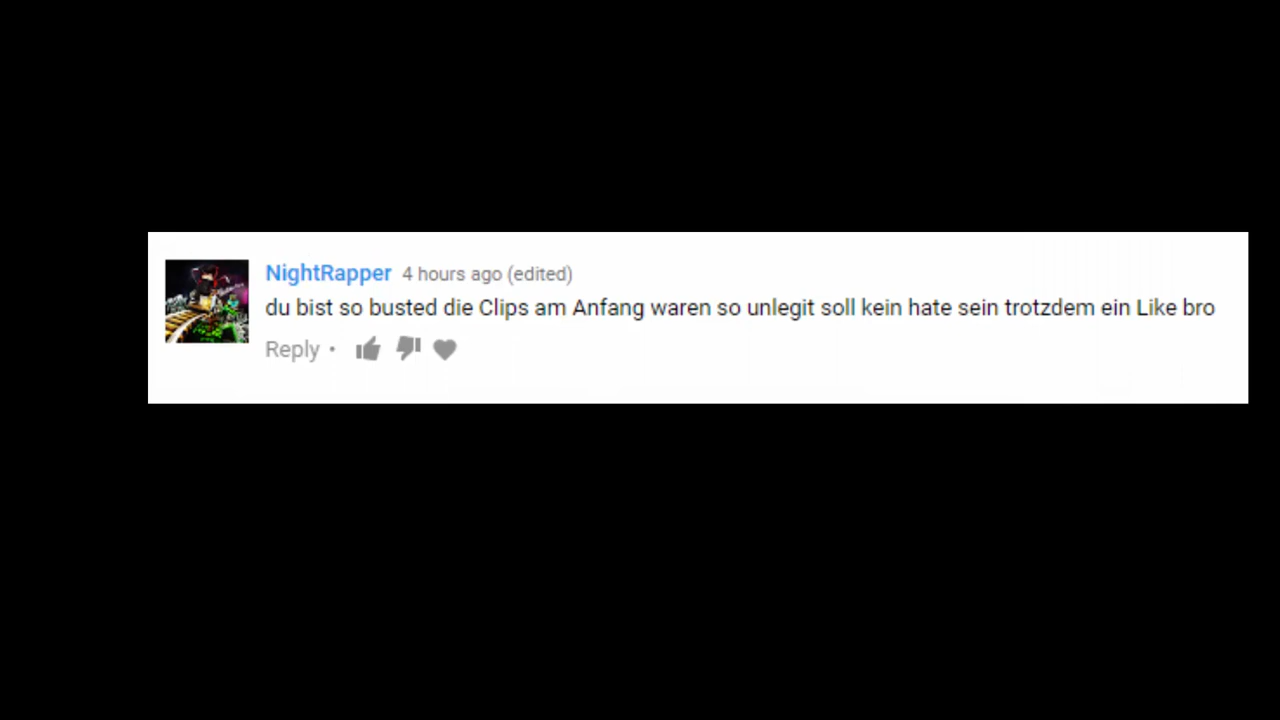 NightRapper 4 hours ago (edited)
du bist so busted die Clips am Anfang waren so unlegit soll kein hate sein trotzdem ein Like bro
Reply •